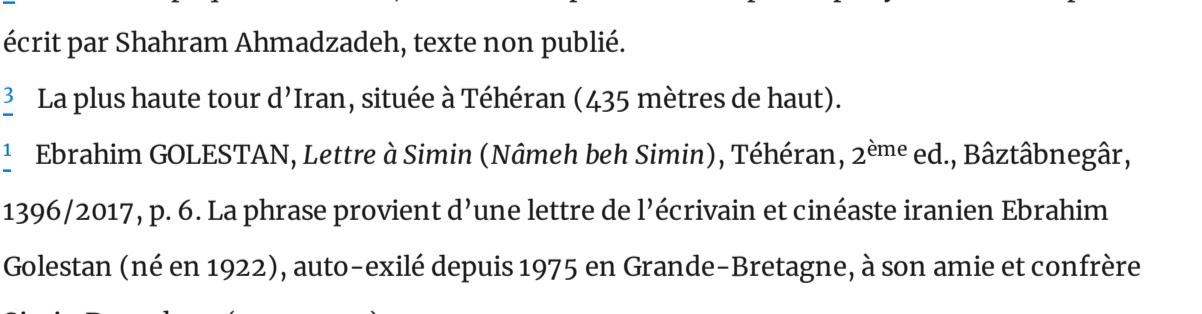 écrit par Shahram Ahmadzadeh, texte non publié.
3 La plus haute tour d’Iran, située à Téhéran (435 mètres de haut).
1 Ebrahim GOLESTAN, Lettre à Simin (Nâmeh beh Simin), Téhéran, 2ème ed., Bâztâbnegâr,
1396/2017, p. 6. La phrase provient d’une lettre de l’écrivain et cinéaste iranien Ebrahim
Golestan (né en 1922), auto-exilé depuis 1975 en Grande-Bretagne, à son amie et confrère